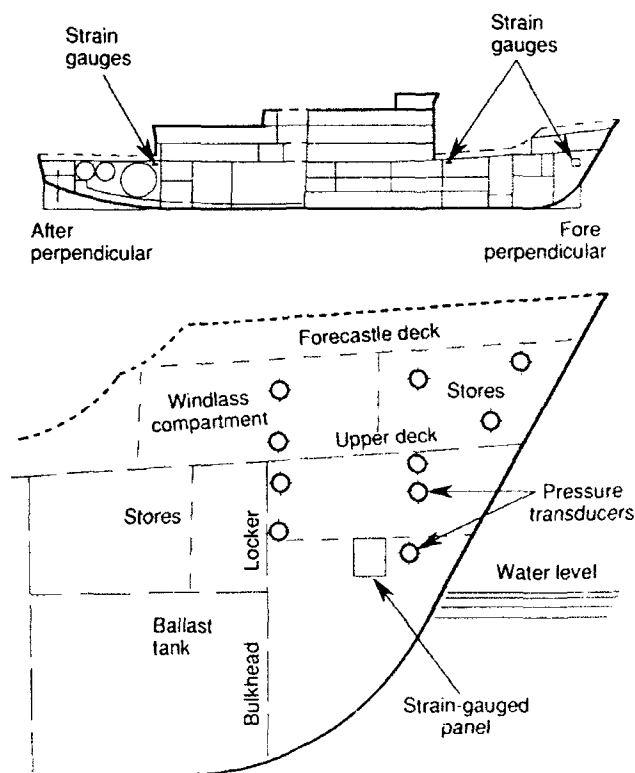 Strain
gauges
Strain
gauges
After
perpendicular
Fore
perpendicular
Forecastle deck
Windlass
compartment
Stores
Upper deck
Stores
Locker
Pressure
transducers
Water level
Ballast
tank
Bulkhead
Strain-gauged
panel